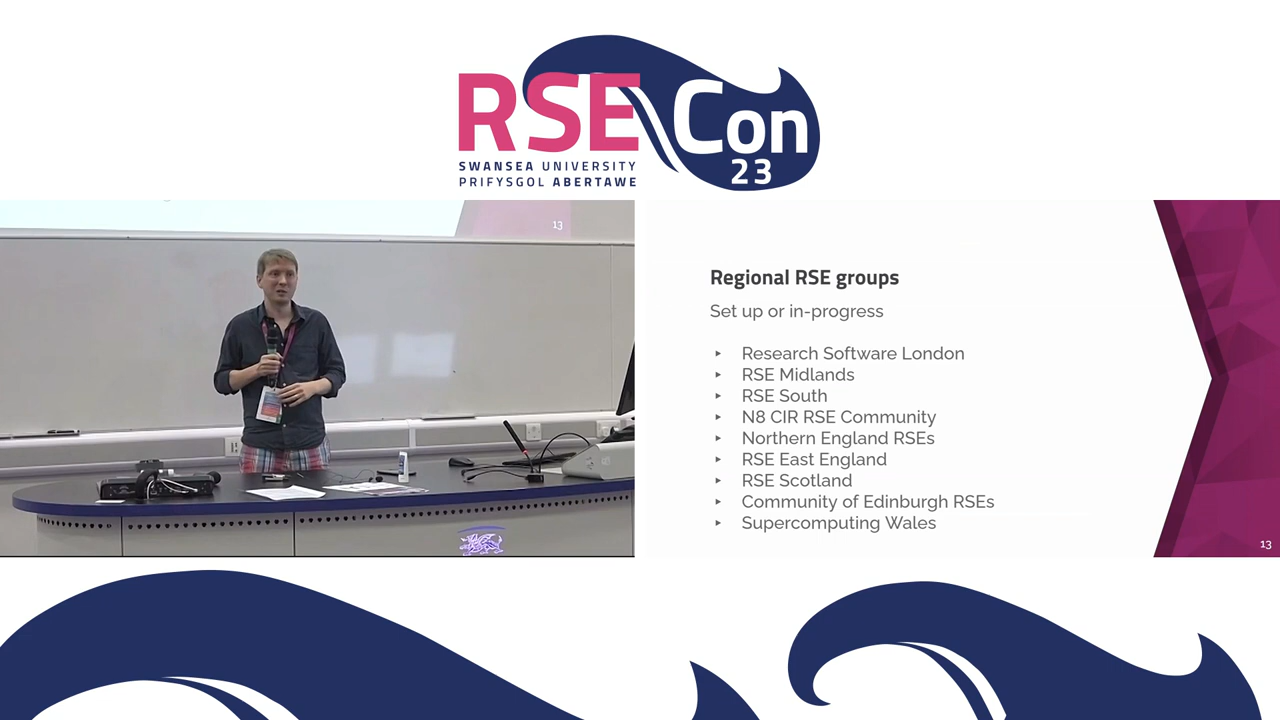 RSE Con
23
SWANSEA UNIVERSITY
PRIFYSGOL ABERTAWE
13
Regional RSE groups
Set up or in-progress
‣ Research Software London
‣ RSE Midlands
‣ RSE South
‣ N8 CIR RSE Community
‣ Northern England RSEs
‣ RSE East England
‣ RSE Scotland
‣ Community of Edinburgh RSEs
‣ Supercomputing Wales
13